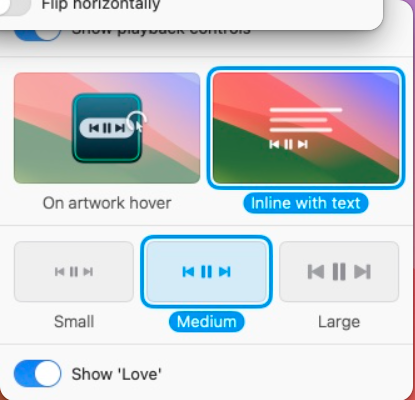 Flip horizontally
Show playback controls
On artwork hover
Inline with text
Small
Medium
Large
Show 'Love'